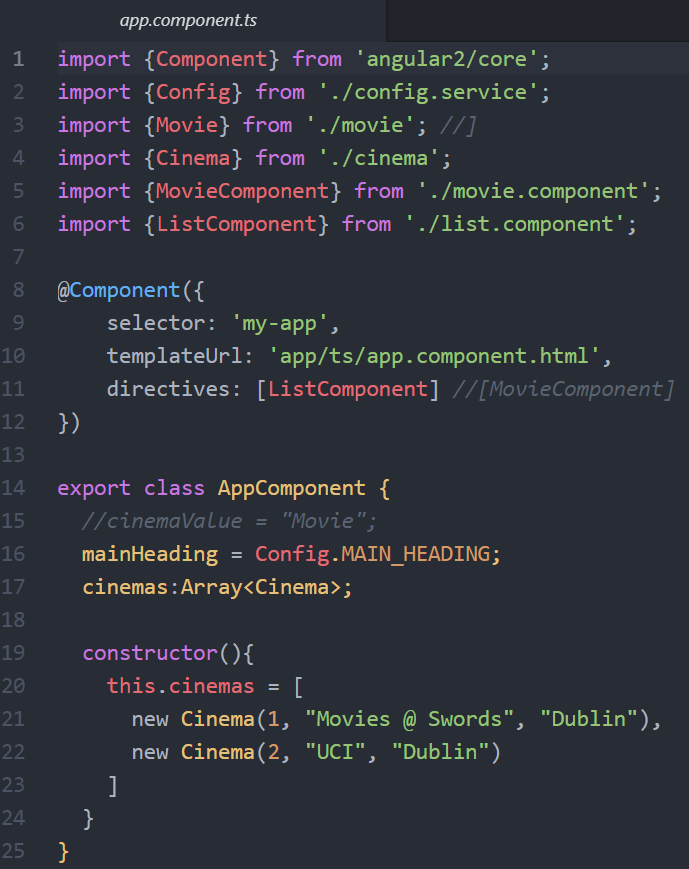 app.component.ts
1 import {Component} from 'angular2/core';
2 import {Config} from './config.service';
3 import {Movie} from './movie'; //]
4 import {Cinema} from './cinema';
5 import {MovieComponent} from './movie.component';
6 import {ListComponent} from './list.component';
7
8 @Component({
9     selector: 'my-app',
10     templateUrl: 'app/ts/app.component.html',
11     directives: [ListComponent] //[MovieComponent]
12 })
13
14 export class AppComponent {
15   //cinemaValue = "Movie";
16   mainHeading = Config.MAIN_HEADING;
17   cinemas:Array<Cinema>;
18
19   constructor(){
20     this.cinemas = [
21       new Cinema(1, "Movies @ Swords", "Dublin"),
22       new Cinema(2, "UCI", "Dublin")
23     ]
24   }
25 }